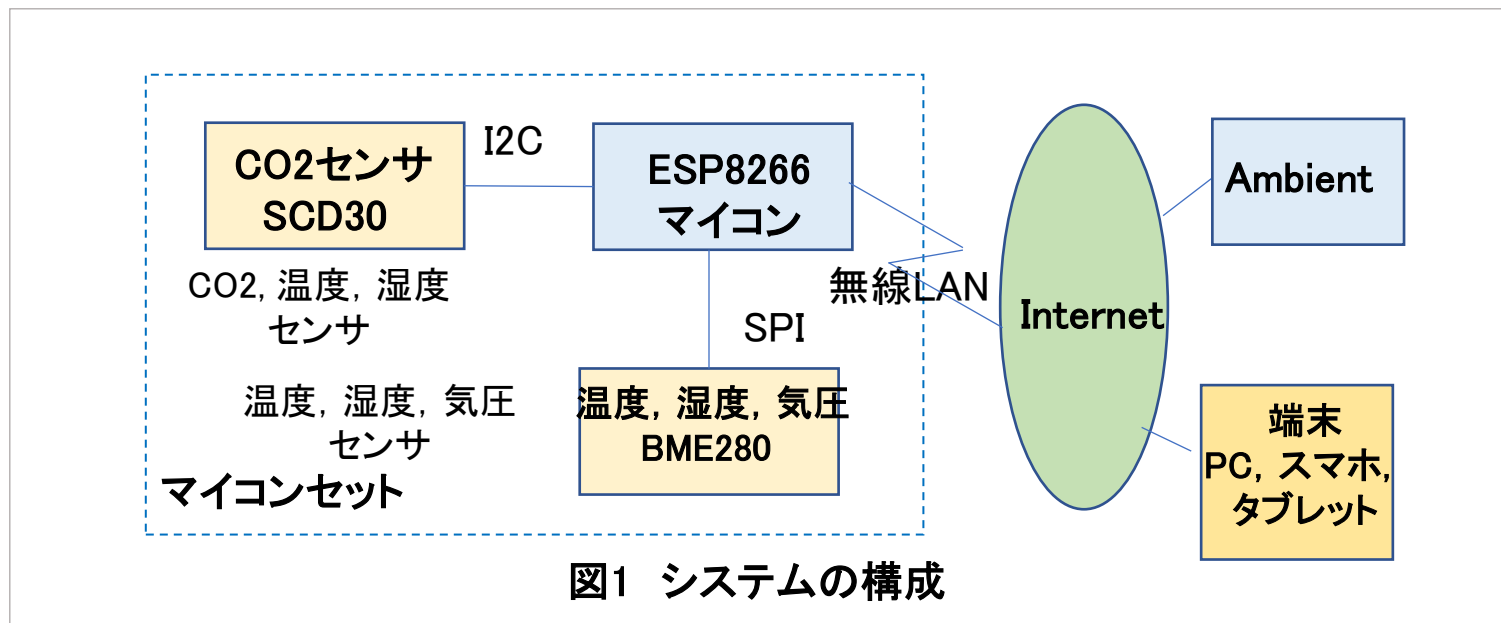 CO2センサ
SCD30
I2C
ESP8266
マイコン
CO2, 温度, 湿度
センサ
無線LAN
SPI
温度, 湿度, 気圧
センサ
温度, 湿度, 気圧
BME280
マイコンセット
Internet
Ambient
端末
PC, スマホ,
タブレット
図1 システムの構成